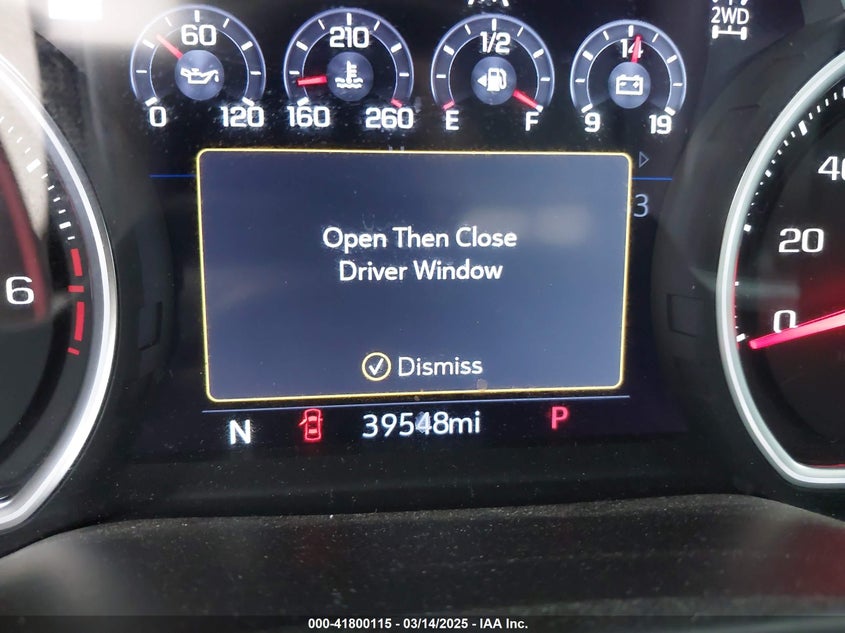 2WD
60
0 120
210
160 260
1/2
E F
14
9 19
3
Open Then Close
Driver Window
Dismiss
6
40
20
0
N 39548mi P
000-41800115 - 03/14/2025 - IAA Inc.